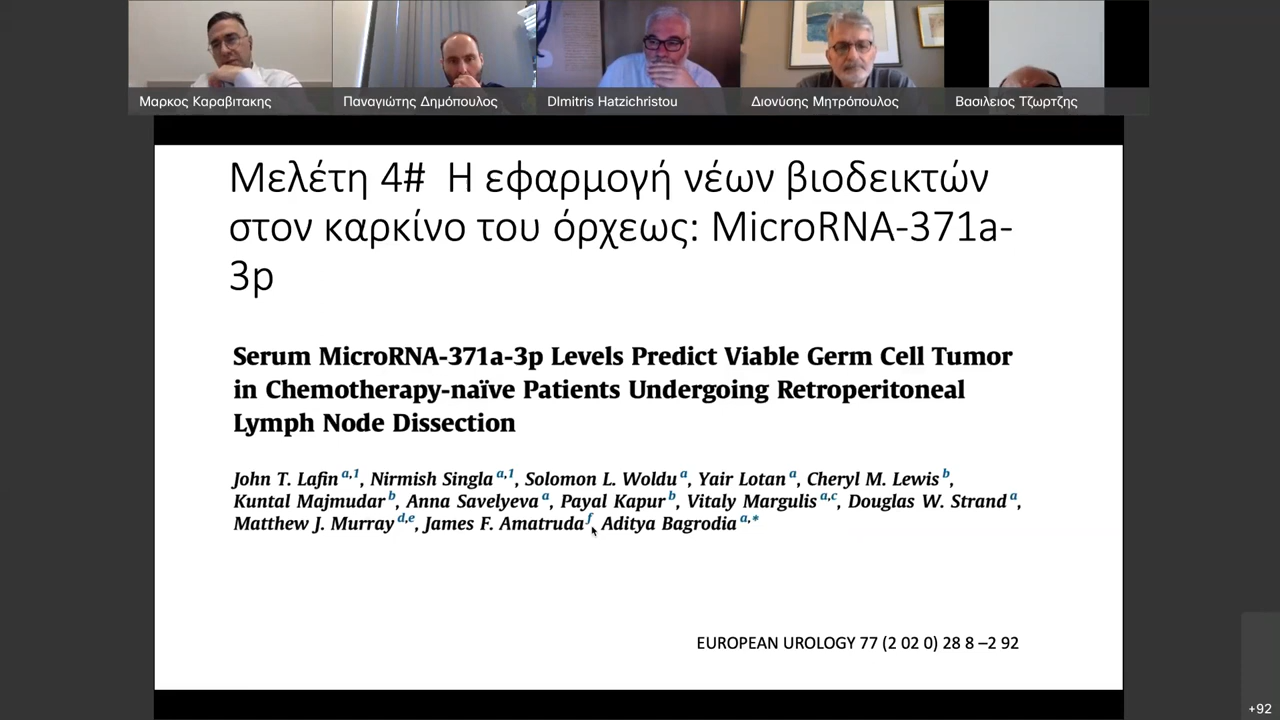 Μαρκος Καραβιτακης
Παναγιώτης Δημόπουλος
DImitris Hatzichristou
Διονύσης Μητρόπουλος
Βασιλειος Τζωρτζης
Μελέτη 4# Η εφαρμογή νέων βιοδεικτών
στον καρκίνο του όρχεως: MicroRNA-371a-
3p
Serum MicroRNA-371a-3p Levels Predict Viable Germ Cell Tumor
in Chemotherapy-naïve Patients Undergoing Retroperitoneal
Lymph Node Dissection
John T. Lafin a,1, Nirmish Singla a,1, Solomon L. Woldu a, Yair Lotan a, Cheryl M. Lewis b,
Kuntal Majmudar b, Anna Savelyeva a, Payal Kapur b, Vitaly Margulis a,c, Douglas W. Strand a,
Matthew J. Murray d,e, James F. Amatruda f, Aditya Bagrodia a,*
EUROPEAN UROLOGY 77 (2 02 0) 28 8 –2 92
+92